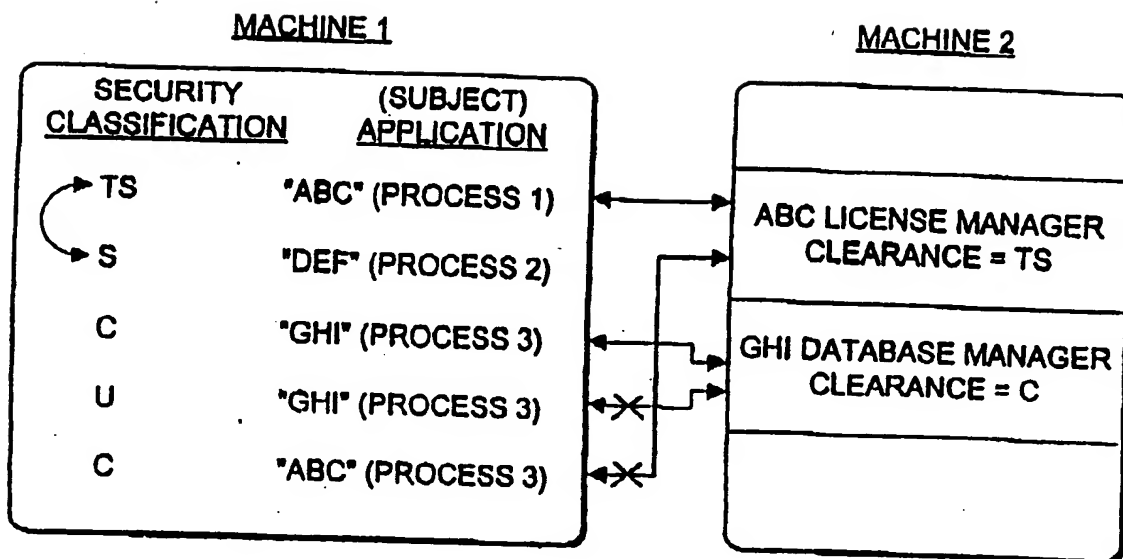 MACHINE 1
MACHINE 2
SECURITY CLASSIFICATION
(SUBJECT) APPLICATION
TS "ABC" (PROCESS 1)
S "DEF" (PROCESS 2)
C "GHI" (PROCESS 3)
U "GHI" (PROCESS 3)
C "ABC" (PROCESS 3)
ABC LICENSE MANAGER
CLEARANCE = TS
GHI DATABASE MANAGER
CLEARANCE = C